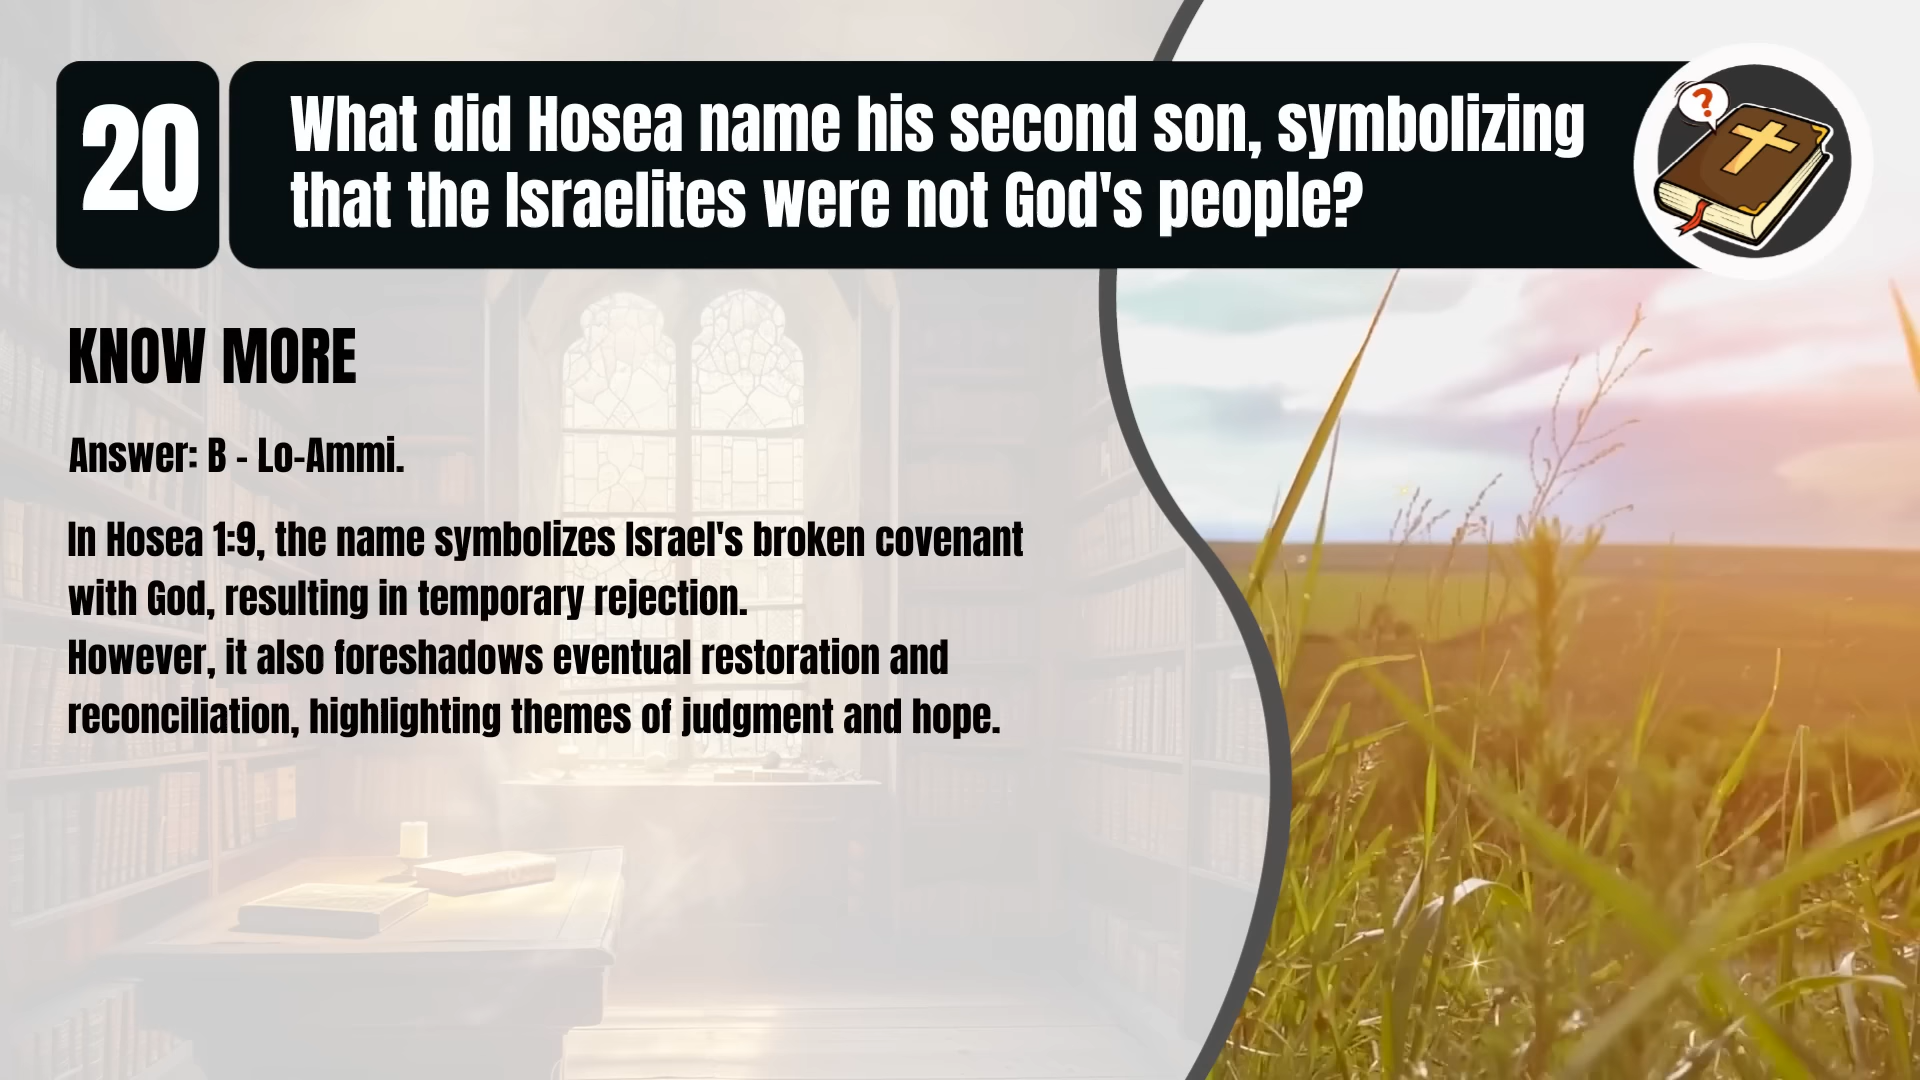 20
What did Hosea name his second son, symbolizing
that the Israelites were not God's people?
?
KNOW MORE
Answer: B - Lo-Ammi.
In Hosea 1:9, the name symbolizes Israel's broken covenant
with God, resulting in temporary rejection.
However, it also foreshadows eventual restoration and
reconciliation, highlighting themes of judgment and hope.